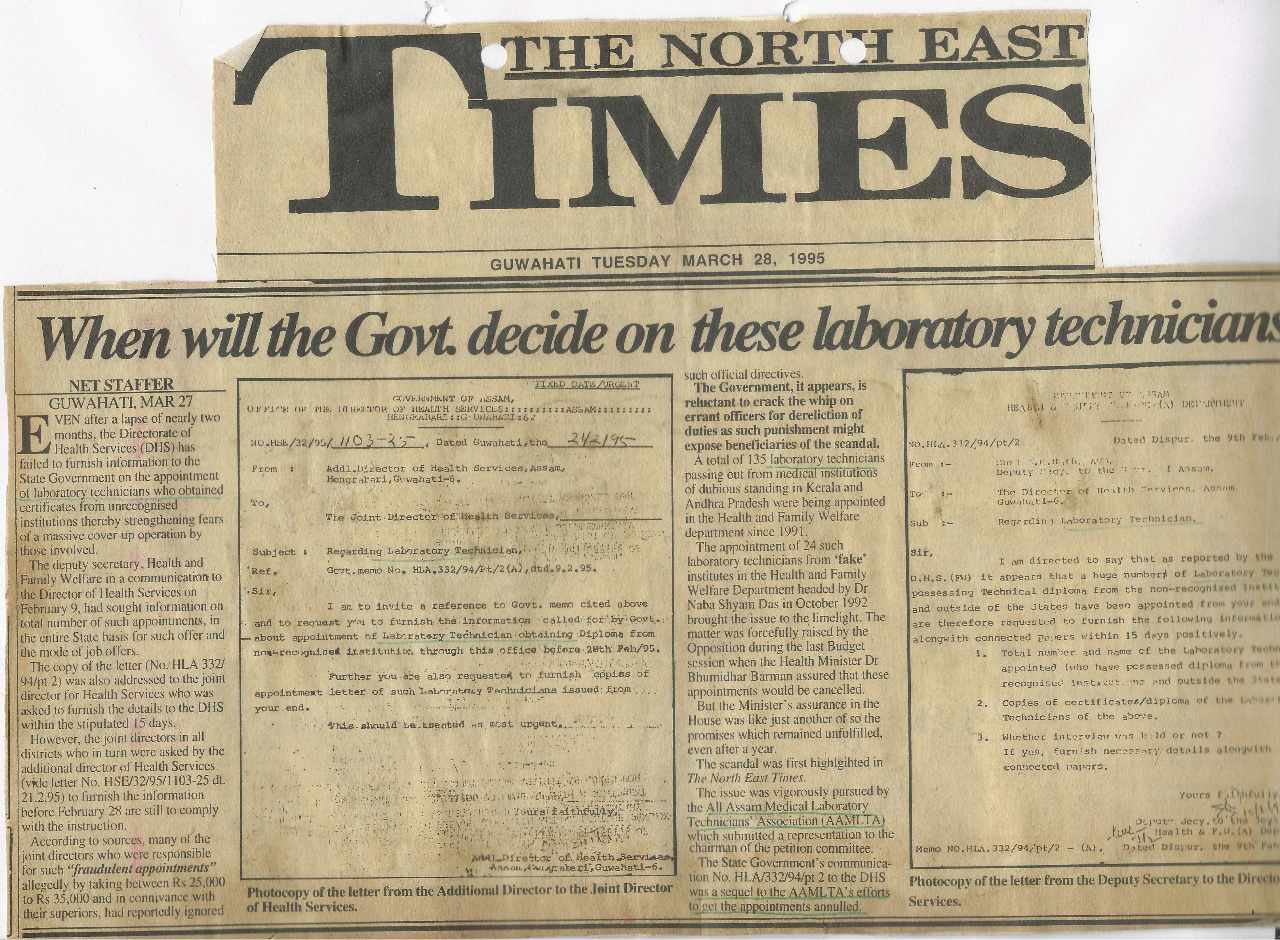 THE NORTH EAST
TIMES
GUWAHATI TUESDAY MARCH 28, 1995
When will the Govt. decide on these laboratory technicians
NET STAFFER
GUWAHATI, MAR 27
EVEN after a lapse of nearly two
months, the Directorate of
Health Services (DHS) has
failed to furnish information to the
State Government on the appointment
of laboratory technicians who obtained
certificates from unrecognised
institutions thereby strengthening fears
of a massive cover-up operation by
those involved.
The deputy secretary, Health and
Family Welfare in a communication to
the Director of Health Services on
February 9, had sought information on
total number of such appointments, in
the entire State basis for such offer and
the mode of job offers.
The copy of the letter (No. HLA 332/
94/pt 2) was also addressed to the joint
director for Health Services who was
asked to furnish the details to the DHS
within the stipulated 15 days.
However, the joint directors in all
districts who in turn were asked by the
additional director of Health Services
(vide letter No. HSE/32/95/1103-25 dt.
21.2.95) to furnish the information
before February 28 are still to comply
with the instruction.
According to sources, many of the
joint directors who were responsible
for such "fraudulent appointments"
allegedly by taking between Rs 25,000
to Rs 35,000 and in connivance with
their superiors, had reportedly ignored
FIXED DATE/URGENT
GOVERNMENT OF ASSAM,
OFFICE OF THE DIRECTOR OF HEALTH SERVICES::::::::::ASSAM:::::::::
HENGRABARI::GUWAHATI::6.
NO.HSE/32/95/1103-25, Dated Guwahati,the 21/2/95
From : Addl.Director of Health Services,Assam,
Hengrabari,Guwahati-6.
To,
The Joint Director of Health Services,
Subject : Regarding Laboratory Technician.
Ref. Govt.memo No. HLA.332/94/Pt/2(A),dtd.9.2.95.
Sir,
I am to invite a reference to Govt. memo cited above
and to request you to furnish the information called for by Govt.
about appointment of Laboratory Technician obtaining Diploma from
non-recognised institution through this office before 28th Feb/95.
Further you are also requested to furnish copies of
appointment letter of such Laboratory Technicians issued from
your end.
This should be treated as most urgent.
Yours faithfully,
Addl.Director of Health Services,
Assam,Hengrabari,Guwahati-6.
Photocopy of the letter from the Additional Director to the Joint Director
of Health Services.
such official directives.
The Government, it appears, is
reluctant to crack the whip on
errant officers for dereliction of
duties as such punishment might
expose beneficiaries of the scandal.
A total of 135 laboratory technicians
passing out from medical institutions
of dubious standing in Kerala and
Andhra Pradesh were being appointed
in the Health and Family Welfare
department since 1991.
The appointment of 24 such
laboratory technicians from 'fake'
institutes in the Health and Family
Welfare Department headed by Dr
Naba Shyam Das in October 1992
brought the issue to the limelight. The
matter was forcefully raised by the
Opposition during the last Budget
session when the Health Minister Dr
Bhumidhar Barman assured that these
appointments would be cancelled.
But the Minister's assurance in the
House was like just another of so the
promises which remained unfulfilled,
even after a year.
The scandal was first highlgihted in
The North East Times.
The issue was vigorously pursued by
the All Assam Medical Laboratory
Technicians' Association (AAMLTA)
which submitted a representation to the
chairman of the petition committee.
The State Government's communica-
tion No. HLA/332/94/pt 2 to the DHS
was a sequel to the AAMLTA's efforts
to get the appointments annulled.
HEALTH & (A) DEPARTMENT
NO.HLA.332/94/pt/2 Dated Dispur. the 9th Feb
From :-
Deputy Secy. to the Assam.
To :- The Director of Health Services, Assam.
Guwahati-6.
Sub :- Regarding Laboratory Technician.
Sir,
I am directed to say that as reported by the
D.H.S.(FW) it appears that a huge number of Laboratory
possessing Technical diploma from the non-recognised
and outside of the States have been appointed from your end
are therefore requested to furnish the following
alongwith connected Papers within 15 days positively.
1. Total number and name of the Laboratory
appointed (who have possessed diploma from
recognised and outside the
2. Copies of certificates/diploma of the
Technicians of the above.
3. Whether interview was held or not ?
If yes, furnish necessary details alongwith
connected papers.
Yours faithfully
Deputy Secy. to the
Health & F.W.(A)
Memo NO.HLA.332/94/pt/2 - (A), Dated Dispur, the 9th
Photocopy of the letter from the Deputy Secretary to the
Services.